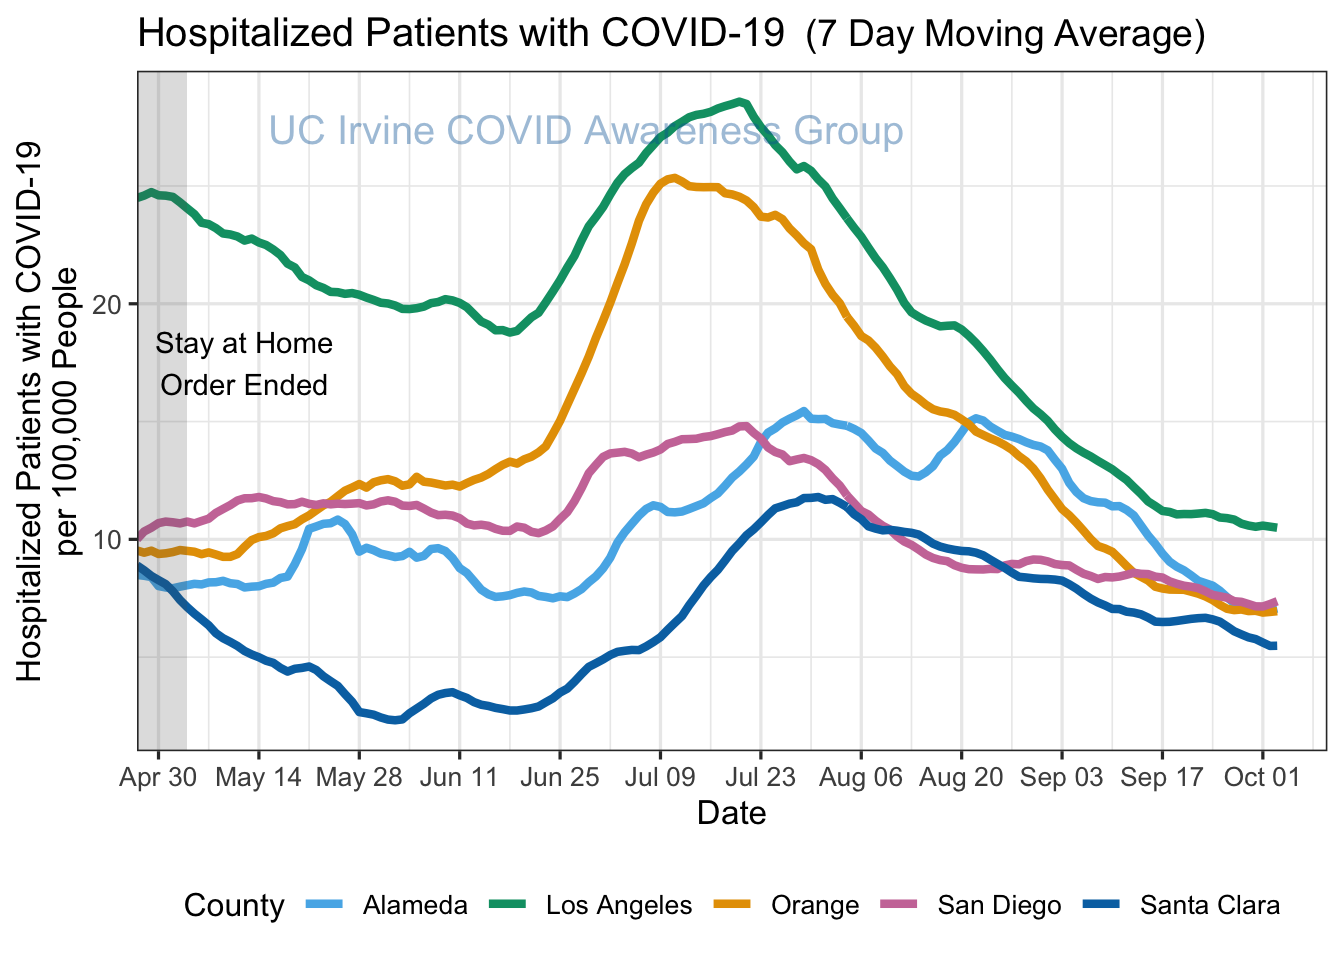 Hospitalized Patients with COVID-19 (7 Day Moving Average)
UC Irvine COVID Awareness Group
Hospitalized Patients with COVID-19
per 100,000 People
20
10
Stay at Home
Order Ended
Apr 30 May 14 May 28 Jun 11 Jun 25 Jul 09 Jul 23 Aug 06 Aug 20 Sep 03 Sep 17 Oct 01
Date
County Alameda Los Angeles Orange San Diego Santa Clara